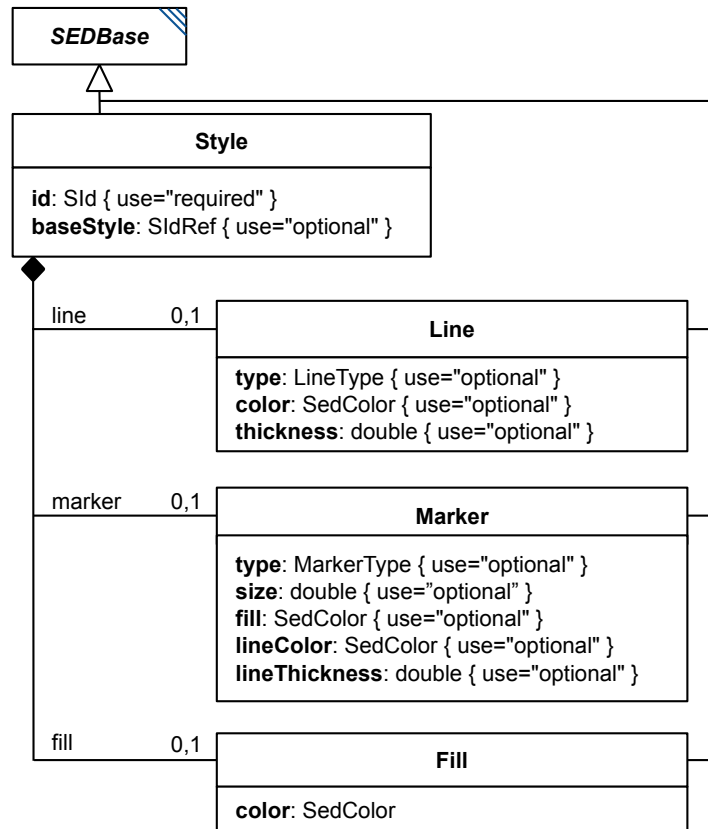 SEDBase
Style
id: SId { use="required" }
baseStyle: SIdRef { use="optional" }
line 0,1
Line
type: LineType { use="optional" }
color: SedColor { use="optional" }
thickness: double { use="optional" }
marker 0,1
Marker
type: MarkerType { use="optional" }
size: double { use=”optional” }
fill: SedColor { use="optional" }
lineColor: SedColor { use="optional" }
lineThickness: double { use="optional" }
fill 0,1
Fill
color: SedColor